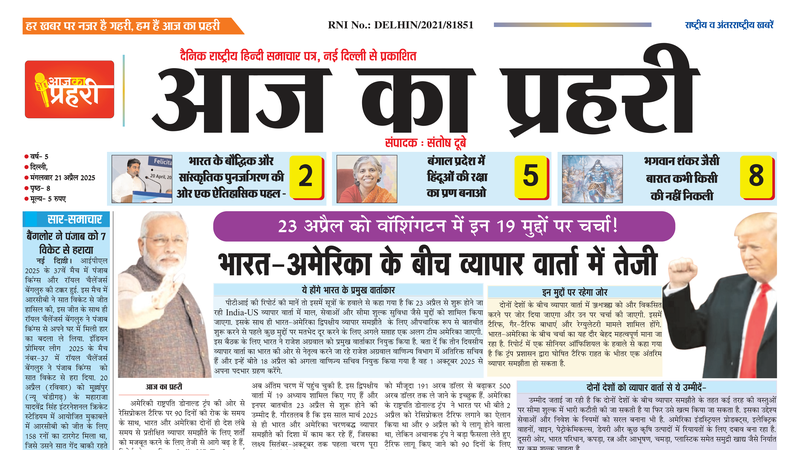 हर खबर पर नजर है गहरी, हम हैं आज का प्रहरी
RNI No.: DELHIN/2021/81851
राष्ट्रीय व अंतरराष्ट्रीय खबरें
दैनिक राष्ट्रीय हिन्दी समाचार पत्र, नई दिल्ली से प्रकाशित
आज का
प्रहरी
आज का प्रहरी
संपादक : संतोष दूबे
वर्ष- 5
दिल्ली,
मंगलवार 21 अप्रैल 2025
पृष्ठ- 8
मूल्य- 5 रुपए
भारत के बौद्धिक और
सांस्कृतिक पुनर्जागरण की
ओर एक ऐतिहासिक पहल -
2
बंगाल प्रदेश में
हिंदूओं की रक्षा
का प्रण बनाओ
5
भगवान शंकर जैसी
बारात कभी किसी
की नहीं निकली
8
सार-समाचार
बैंगलोर ने पंजाब को 7
विकेट से हराया
नई दिल्ली। आईपीएल
2025 के 37वें मैच में पंजाब
किंग्स और रॉयल चैलेंजर्स
बेंगलुरु की टक्कर हुई. इस मैच में
आरसीबी ने सात विकेट से जीत
हासिल की. इस जीत के साथ ही
रॉयल चैलेंजर्स बेंगलुरु ने पंजाब
किंग्स से अपने घर में मिली हार
का बदला ले लिया. इंडियन
प्रीमियर लीग 2025 के मैच
नंबर-37 में रॉयल चैलेंजर्स
बेंगलुरु ने पंजाब किंग्स को
सात विकेट से हरा दिया. 20
अप्रैल (रविवार) को मुल्लांपुर
(न्यू चंडीगढ़) के महाराजा
यादवेंद्र सिंह इंटरनेशनल क्रिकेट
स्टेडियम में आयोजित मुकाबले
में आरसीबी को जीत के लिए
158 रनों का टारगेट मिला था,
जिसे उसने सात गेंद बाकी रहते
23 अप्रैल को वॉशिंगटन में इन 19 मुद्दों पर चर्चा!
भारत-अमेरिका के बीच व्यापार वार्ता में तेजी
ये होंगे भारत के प्रमुख वार्ताकार
पीटीआई की रिपोर्ट की मानें तो इसमें सूत्रों के हवाले से कहा गया है कि 23 अप्रैल से शुरू होने जा
रही India-US व्यापार वार्ता में माल, सेवाओं और सीमा शुल्क सुविधा जैसे मुद्दों को शामिल किया
जाएगा. इसके साथ ही भारत-अमेरिका द्विपक्षीय व्यापार समझौते के लिए औपचारिक रूप से बातचीत
शुरू करने से पहले कुछ मुद्दों पर मतभेद दूर करने के लिए अगले सप्ताह एक अलग टीम अमेरिका जाएगी.
इस बैठक के लिए भारत ने राजेश अग्रवाल को प्रमुख वार्ताकार नियुक्त किया है. बता दें कि तीन दिवसीय
व्यापार वार्ता का भारत की ओर से नेतृत्व करने जा रहे राजेश अग्रवाल वाणिज्य विभाग में अतिरिक्त सचिव
हैं और इन्हें बीते 18 अप्रैल को अगला वाणिज्य सचिव नियुक्त किया गया है वह 1 अक्टूबर 2025 से
अपना पदभार ग्रहण करेंगे.
इन मुद्दों पर रहेगा जोर
दोनों देशों के बीच व्यापार वार्ता में को और विकसित
करने पर जोर दिया जाएगा और उन पर चर्चा की जाएगी. इसमें
टैरिफ, गैर-टैरिफ बाधाएं और रेग्युलेटरी मामले शामिल होंगे.
भारत-अमेरिका के बीच चर्चा का यह दौर बेहद महत्वपूर्ण माना जा
रहा है. रिपोर्ट में एक सीनियर ऑफिशियल के हवाले से कहा गया
है कि ट्रंप प्रशासन द्वारा घोषित टैरिफ राहत के भीतर एक अंतरिम
व्यापार समझौता हो सकता है.
आज का प्रहरी
अमेरिकी राष्ट्रपति डोनाल्ड ट्रंप की ओर से
रेसिप्रोकल टैरिफ पर 90 दिनों की रोक के समय
के साथ, भारत और अमेरिका दोनों ही देश लंबे
समय से प्रतीक्षित व्यापार समझौते के लिए शर्तों
को मजबूत करने के लिए तेजी से आगे बढ़ रहे हैं.
अब अंतिम चरण में पहुंच चुकी है. इस द्विपक्षीय
वार्ता में 19 अध्याय शामिल किए गए हैं और
इनपर बातचीत 23 अप्रैल से शुरू होने की
उम्मीद है. गौरतलब है कि इस साल मार्च 2025
से ही भारत और अमेरिका चरणबद्ध व्यापार
समझौते की दिशा में काम कर रहे हैं, जिसका
लक्ष्य सितंबर-अक्टूबर तक पहला चरण पूरा
को मौजूदा 191 अरब डॉलर से बढ़ाकर 500
अरब डॉलर तक ले जाने के इच्छुक हैं. अमेरिका
के राष्ट्रपति डोनाल्ड ट्रंप ने भारत पर भी बीते 2
अप्रैल को रेसिप्रोकल टैरिफ लगाने का ऐलान
किया था और 9 अप्रैल को ये लागू होने वाला
था, लेकिन अचानक ट्रंप ने बड़ा फैसला लेते हुए
टैरिफ लागू किए जाने को 90 दिनों के लिए
दोनों देशों को व्यापार वार्ता से ये उम्मीदें-
उम्मीद जताई जा रही है कि दोनों देशों के बीच व्यापार समझौते के तहत कई तरह की वस्तुओं
पर सीमा शुल्क में भारी कटौती की जा सकती है या फिर उसे खत्म किया जा सकता है. इसका उद्देश्य
सेवाओं और निवेश के नियमों को सरल बनाना भी है. अमेरिका इंडस्ट्रियल प्रोडक्ट्स, इलेक्ट्रिक
वाहनों, वाइन, पेट्रोकेमिकल्स, डेयरी और कुछ कृषि उत्पादों में रियायतों के लिए दबाव बना रहा है.
दूसरी ओर, भारत परिधान, कपड़ा, रत्न और आभूषण, चमड़ा, प्लास्टिक समेत समुद्री खाद्य जैसे निर्यात